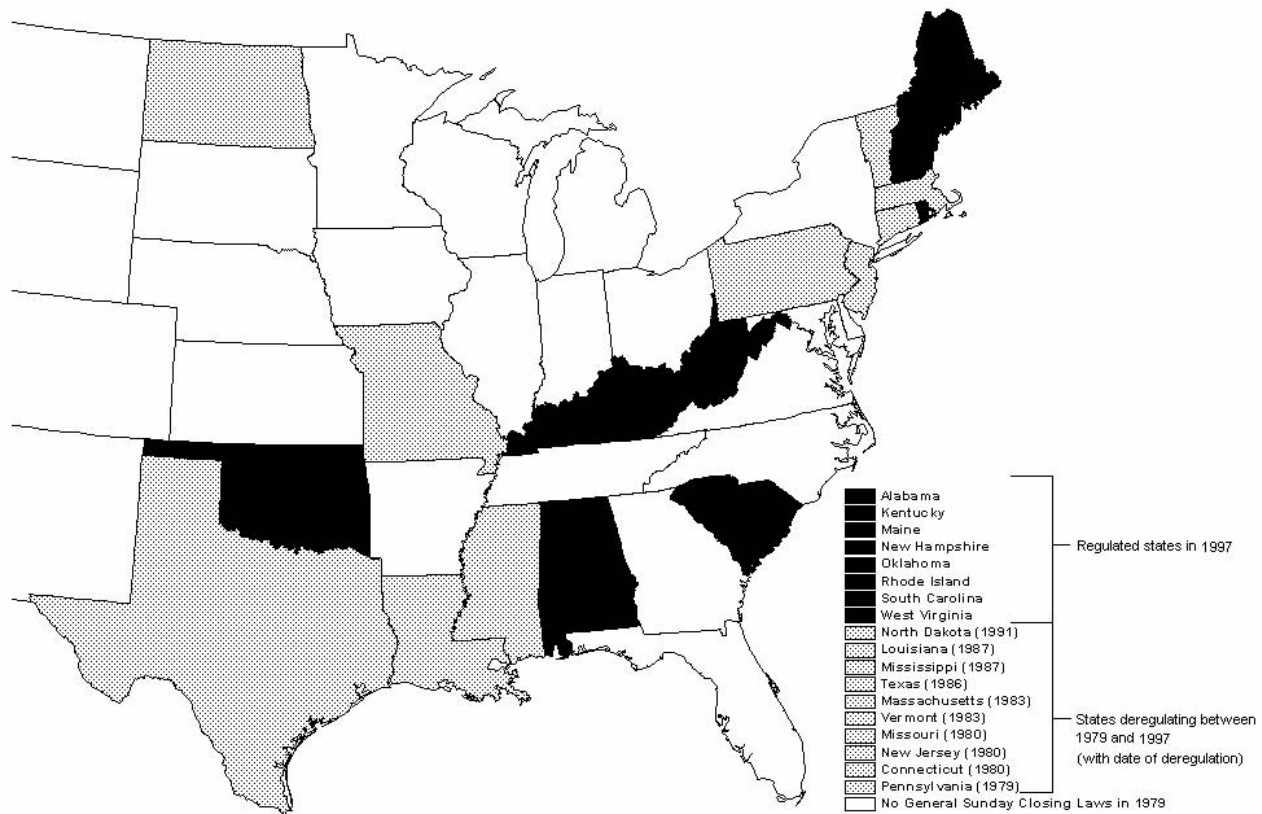 Alabama
Kentucky
Maine
New Hampshire
Oklahoma
Rhode Island
South Carolina
West Virginia
North Dakota (1991)
Louisiana (1987)
Mississippi (1987)
Texas (1986)
Massachusetts (1983)
Vermont (1983)
Missouri (1980)
New Jersey (1980)
Connecticut (1980)
Pennsylvania (1979)
No General Sunday Closing Laws in 1979
Regulated states in 1997
States deregulating between
1979 and 1997
(with date of deregulation)